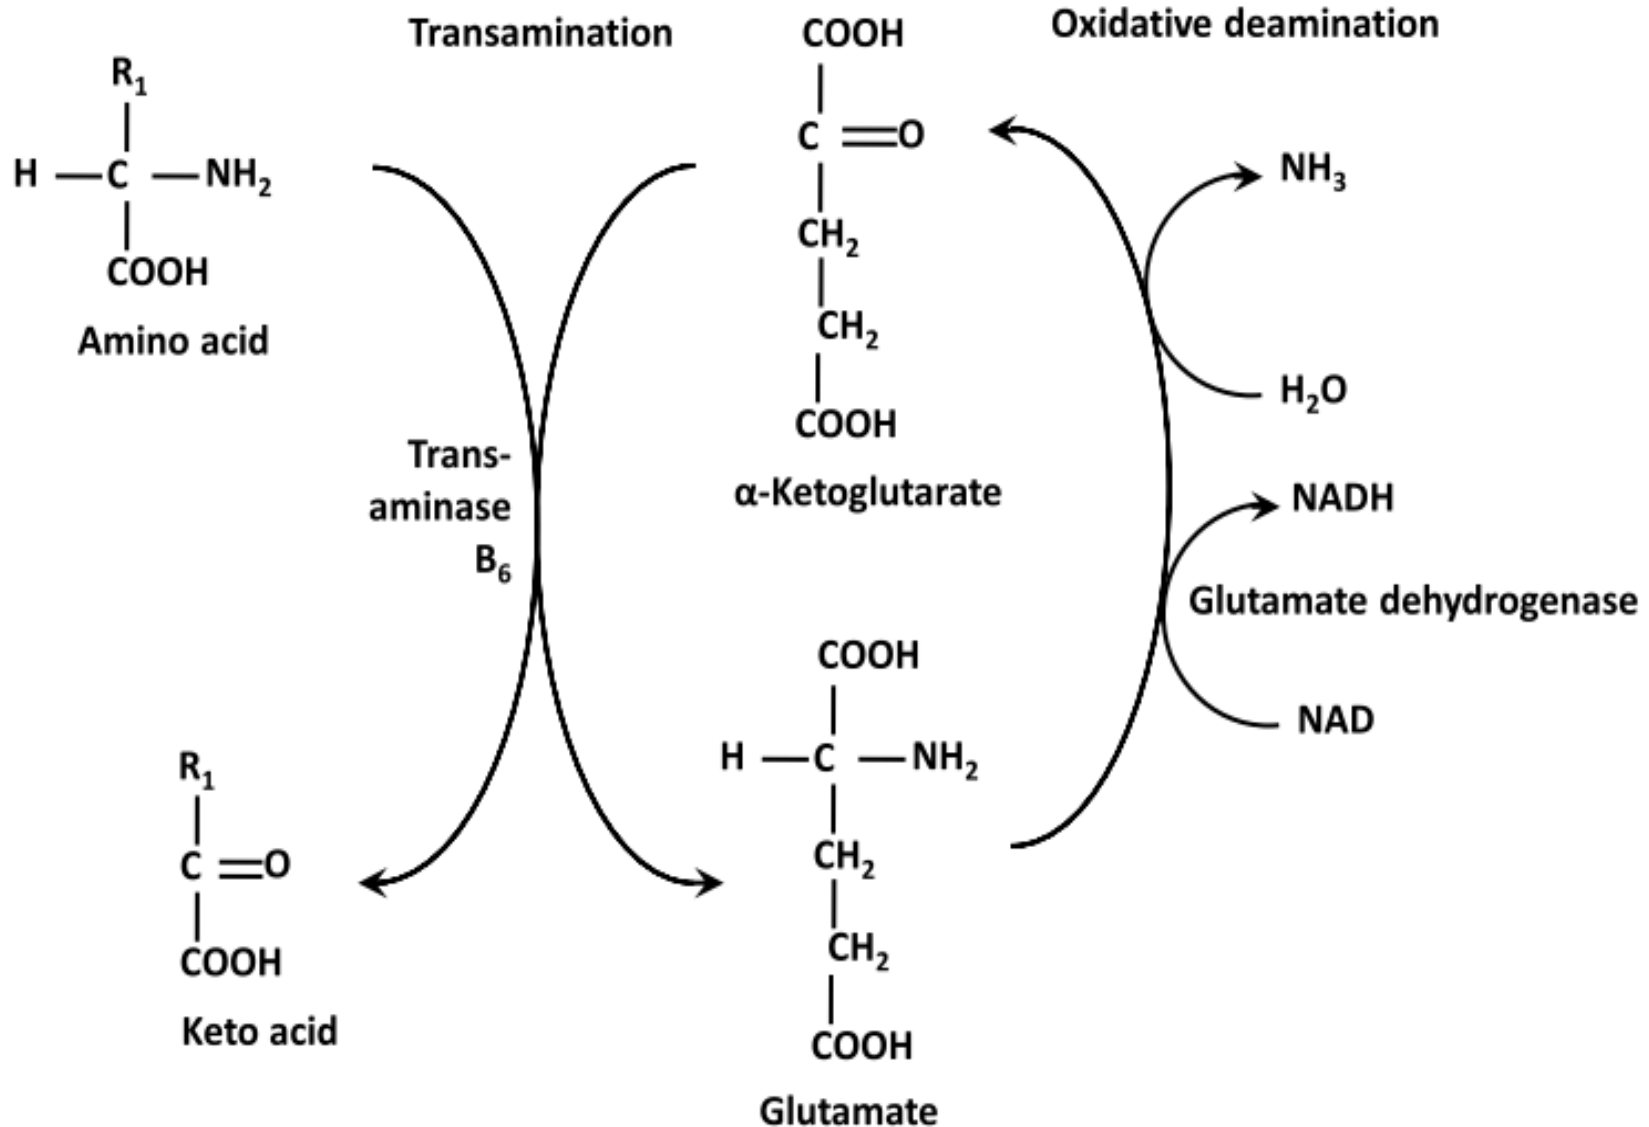 Transamination
Oxidative deamination
R₁
H — C — NH₂
COOH
Amino acid
COOH
C = O
CH₂
CH₂
COOH
α-Ketoglutarate
NH₃
H₂O
NADH
Glutamate dehydrogenase
NAD
Trans-
aminase
B₆
R₁
C = O
COOH
Keto acid
COOH
H — C — NH₂
CH₂
CH₂
COOH
Glutamate